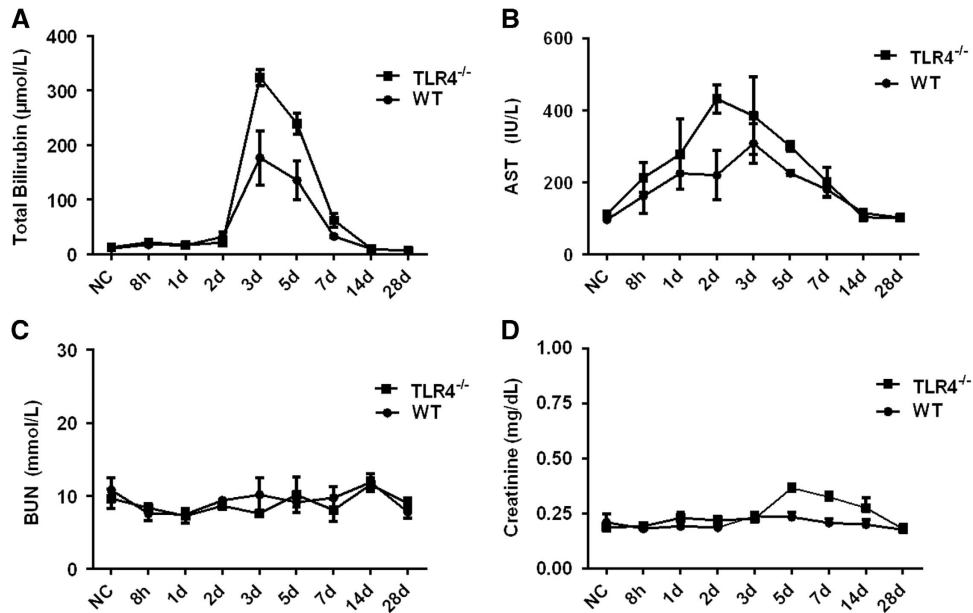 A
Total Bilirubin (µmol/L)
400
300
200
100
0
TLR4-/-
WT
NC 8h 1d 2d 3d 5d 7d 14d 28d
B
AST (IU/L)
600
400
200
0
TLR4-/-
WT
NC 8h 1d 2d 3d 5d 7d 14d 28d
C
BUN (mmol/L)
30
20
10
0
TLR4-/-
WT
NC 8h 1d 2d 3d 5d 7d 14d 28d
D
Creatinine (mg/dL)
1.00
0.75
0.50
0.25
0.00
TLR4-/-
WT
NC 8h 1d 2d 3d 5d 7d 14d 28d